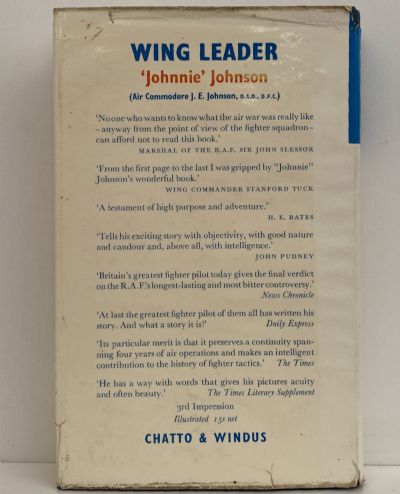 WING LEADER
'Johnnie' Johnson
(Air Commodore J. E. Johnson, D.S.O., D.F.C.)
'No one who wants to know what the air war was really like
– anyway from the point of view of the fighter squadron –
can afford not to read this book.'
MARSHAL OF THE R.A.F. SIR JOHN SLESSOR
'From the first page to the last I was gripped by "Johnnie"
Johnson's wonderful book.'
WING COMMANDER STANFORD TUCK
'A testament of high purpose and adventure.'
H. E. BATES
'Tells his exciting story with objectivity, with good nature
and candour and, above all, with intelligence.'
JOHN PUDNEY
'Britain's greatest fighter pilot today gives the final verdict
on the R.A.F.'s longest-lasting and most bitter controversy.'
News Chronicle
'At last the greatest fighter pilot of them all has written his
story. And what a story it is!' Daily Express
'Its particular merit is that it preserves a continuity span-
ning four years of air operations and makes an intelligent
contribution to the history of fighter tactics.' The Times
'He has a way with words that gives his pictures acuity
and often beauty.' The Times Literary Supplement
3rd Impression
Illustrated 15s net
CHATTO & WINDUS